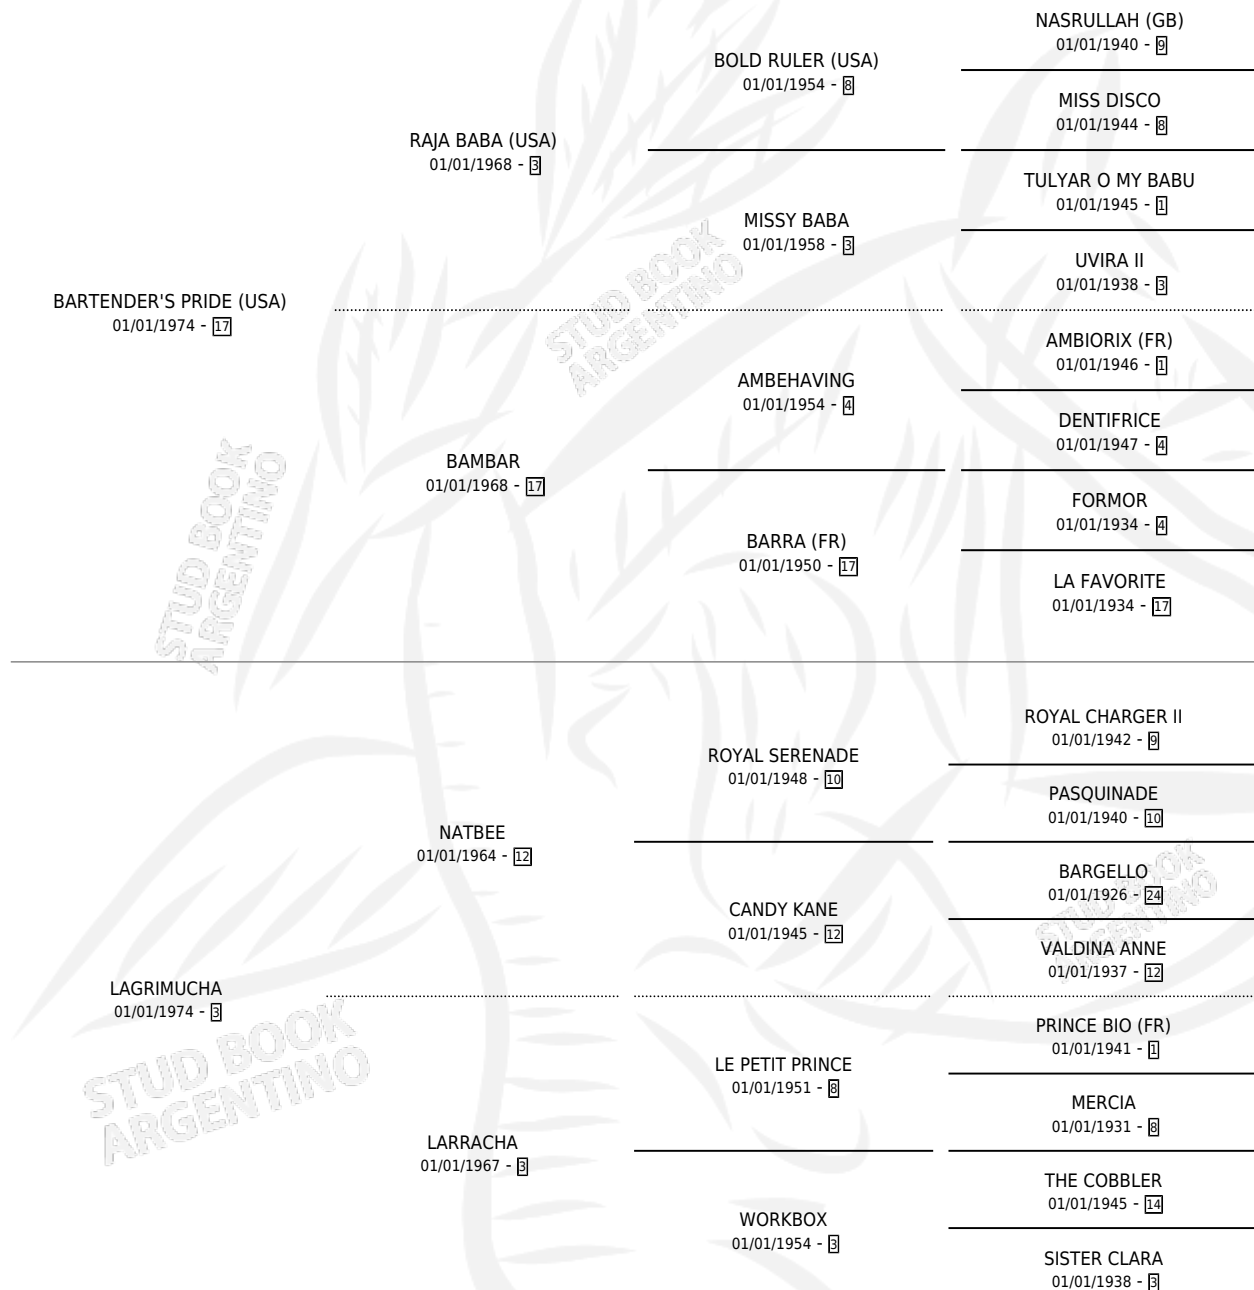 NASRULLAH (GB)
01/01/1940 - 9
BOLD RULER (USA)
01/01/1954 - 8
MISS DISCO
01/01/1944 - 8
RAJA BABA (USA)
01/01/1968 - 3
TULYAR O MY BABU
01/01/1945 - 1
MISSY BABA
01/01/1958 - 3
UVIRA II
01/01/1938 - 3
BARTENDER'S PRIDE (USA)
01/01/1974 - 17
STUD BOOK
ARGENTINO
AMBIORIX (FR)
01/01/1946 - 1
AMBEHAVING
01/01/1954 - 4
DENTIFRICE
01/01/1947 - 4
BAMBAR
01/01/1968 - 17
FORMOR
01/01/1934 - 4
BARRA (FR)
01/01/1950 - 17
LA FAVORITE
01/01/1934 - 17
STUD BOOK
ARGENTINO
ROYAL CHARGER II
01/01/1942 - 9
ROYAL SERENADE
01/01/1948 - 10
PASQUINADE
01/01/1940 - 10
NATBEE
01/01/1964 - 12
BARGELLO
01/01/1926 - 24
CANDY KANE
01/01/1945 - 12
STUD BOOK
ARGENTINO
VALDINA ANNE
01/01/1937 - 12
LAGRIMUCHA
01/01/1974 - 3
STUD BOOK
ARGENTINO
PRINCE BIO (FR)
01/01/1941 - 1
LE PETIT PRINCE
01/01/1951 - 8
MERCIA
01/01/1931 - 8
LARRACHA
01/01/1967 - 3
THE COBBLER
01/01/1945 - 14
WORKBOX
01/01/1954 - 3
SISTER CLARA
01/01/1938 - 3